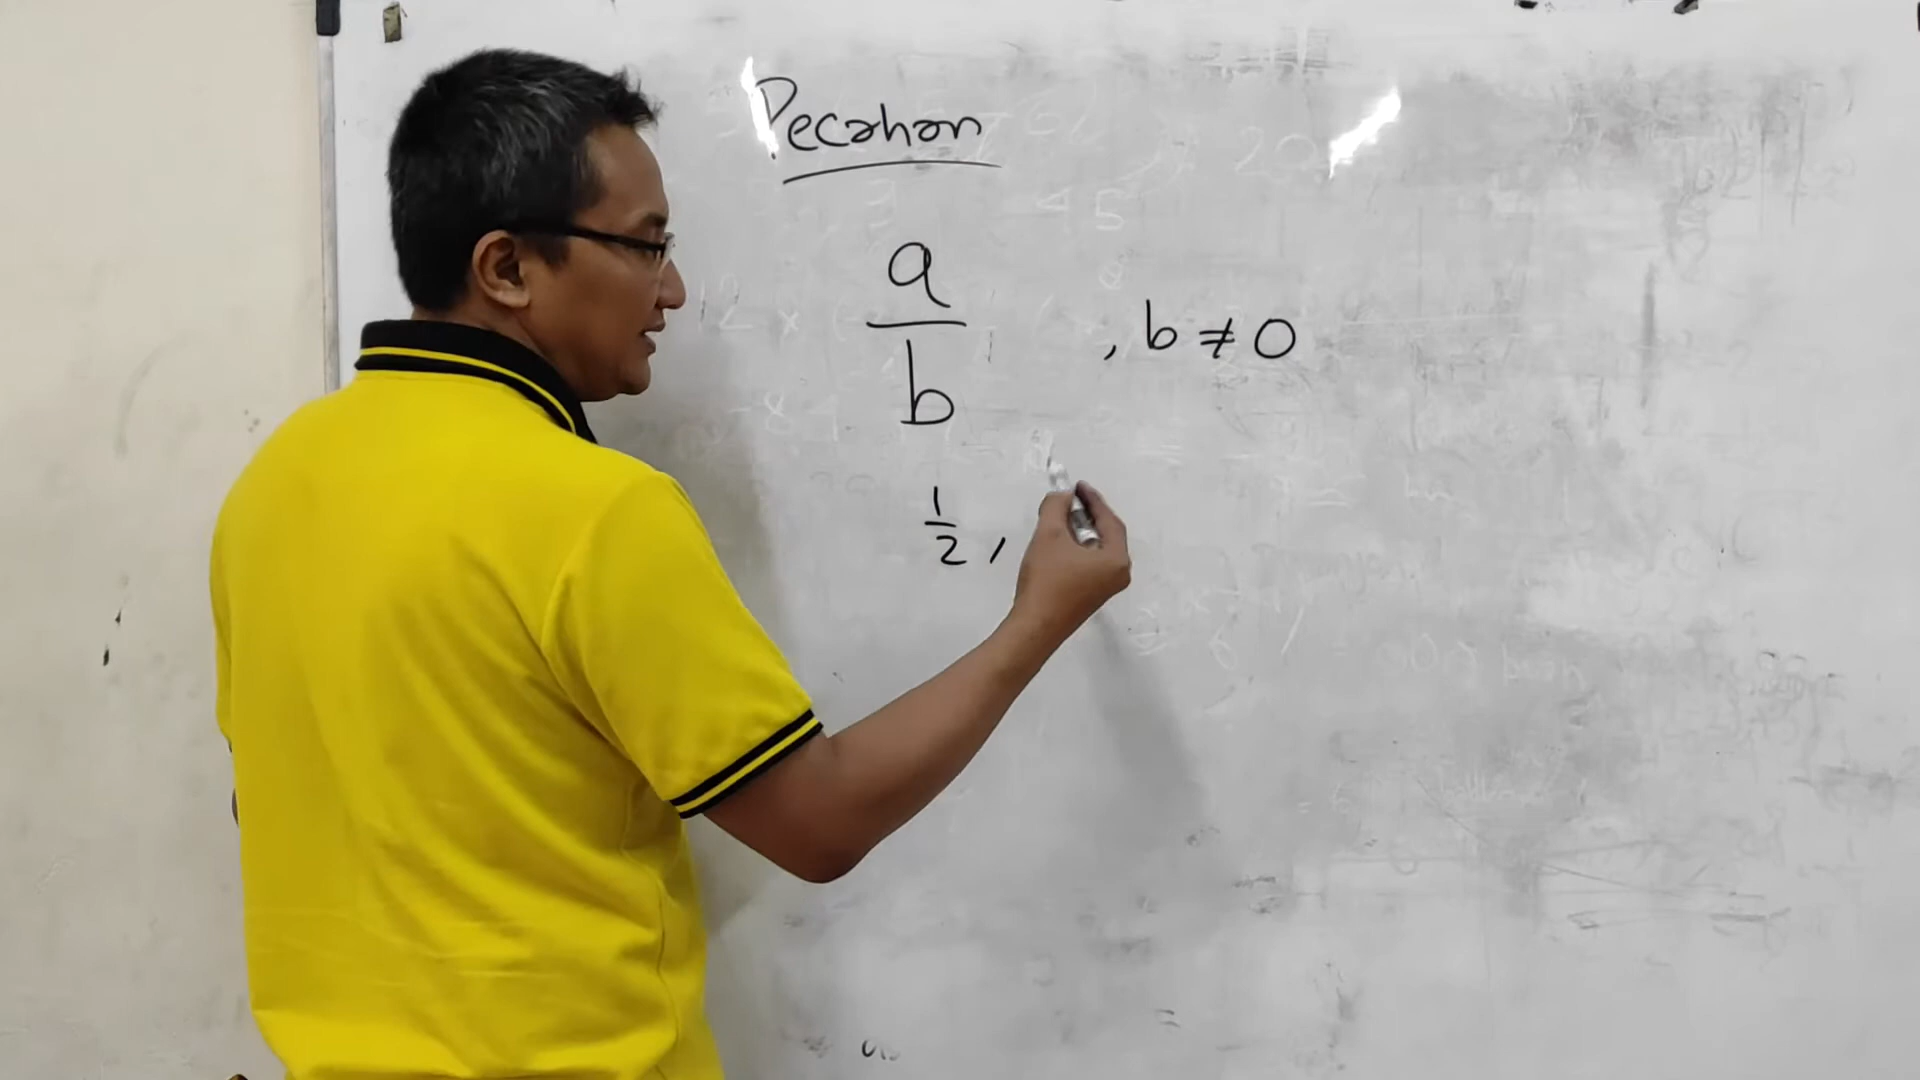 Pecahan
a/b , b ≠ 0
1/2 ,